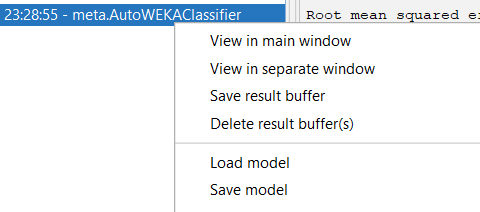 23:28:55 - meta.AutoWEKAClassifier
Root mean squared
View in main window
View in separate window
Save result buffer
Delete result buffer(s)
Load model
Save model